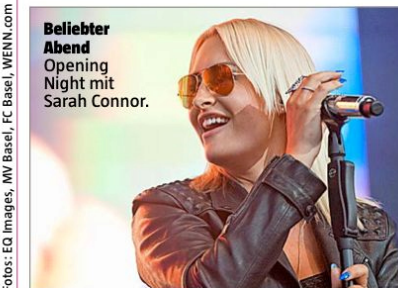 Beliebter
Abend
Opening
Night mit
Sarah Connor.
Fotos: EQ Images, MV Basel, FC Basel, WENN.com